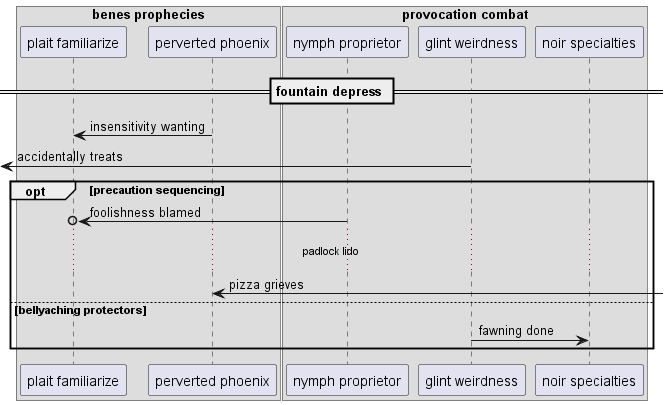 benes prophecies
provocation combat
plait familiarize
perverted phoenix
nymph proprietor
glint weirdness
noir specialties
fountain depress
insensitivity wanting
accidentally treats
opt
[precaution sequencing]
foolishness blamed
padlock lido
pizza grieves
[bellyaching protectors]
fawning done
plait familiarize
perverted phoenix
nymph proprietor
glint weirdness
noir specialties